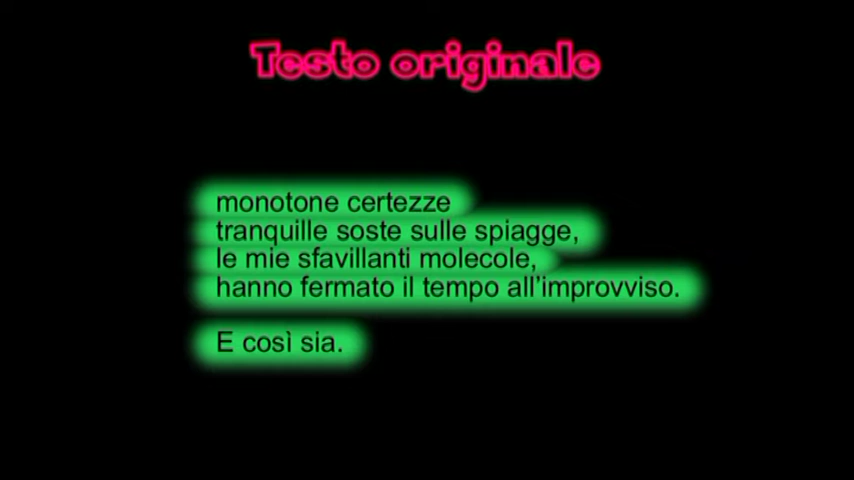 Testo originale
monotone certezze
tranquille soste sulle spiagge,
le mie sfavillanti molecole,
hanno fermato il tempo all'improvviso.
E così sia.